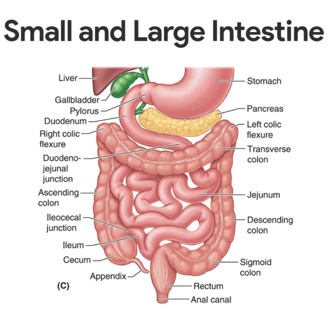 Small and Large Intestine
Liver
Gallbladder
Pylorus
Duodenum
Right colic
flexure
Duodeno-
jejunal
junction
Ascending
colon
Ileocecal
junction
Ileum
Cecum
Appendix
(C)
Stomach
Pancreas
Left colic
flexure
Transverse
colon
Jejunum
Descending
colon
Sigmoid
colon
Rectum
Anal canal